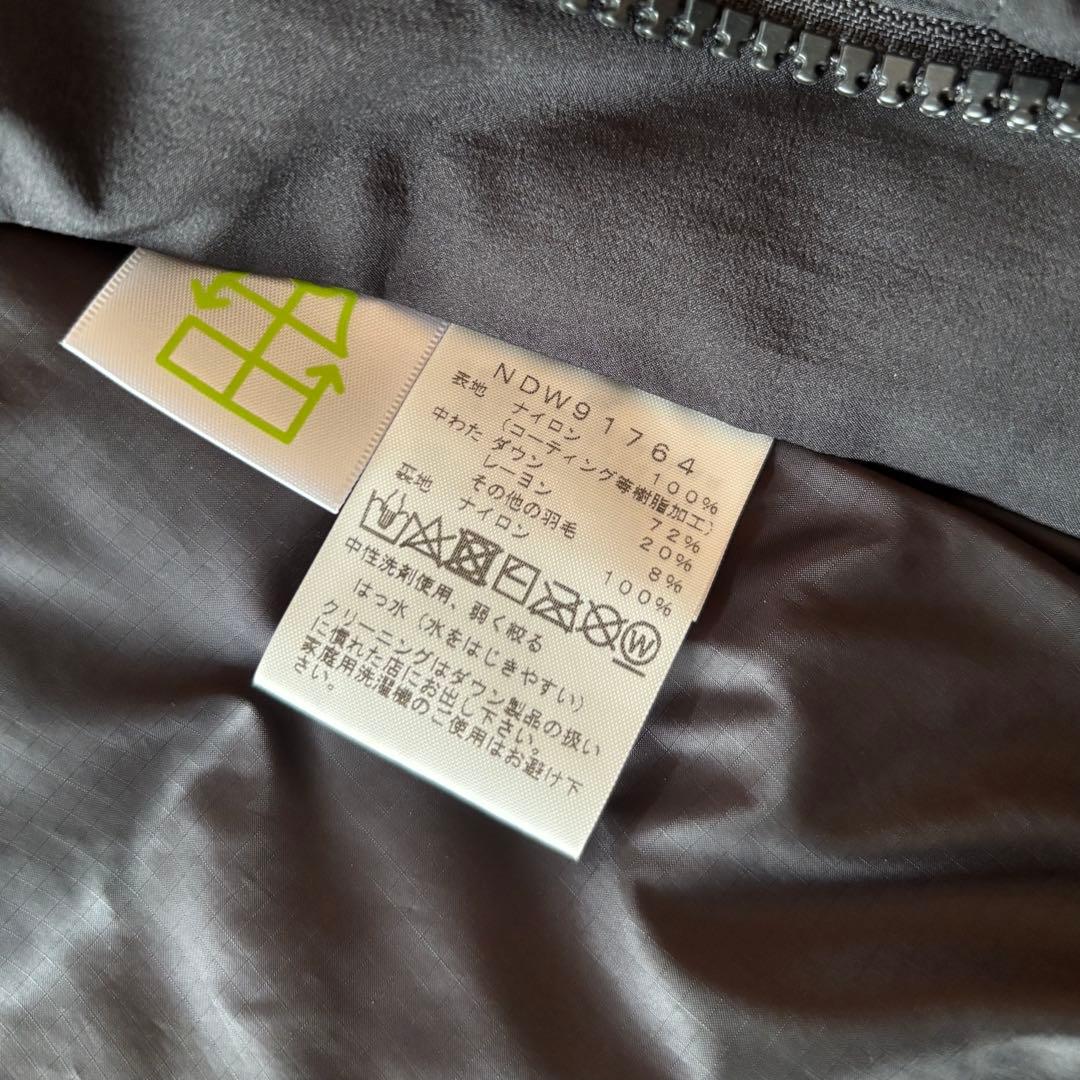 NDW91764
表地 ナイロン 100%
(コーティング等樹脂加工)
中わた ダウン 72%
レーヨン 20%
その他の羽毛 8%
裏地 ナイロン 100%
W
中性洗剤使用、弱く絞る
はっ水(水をはじきやすい)
クリーニングはダウン製品の扱い
に慣れた店にお出し下さい。
家庭用洗濯機のご使用はお避け下
さい。